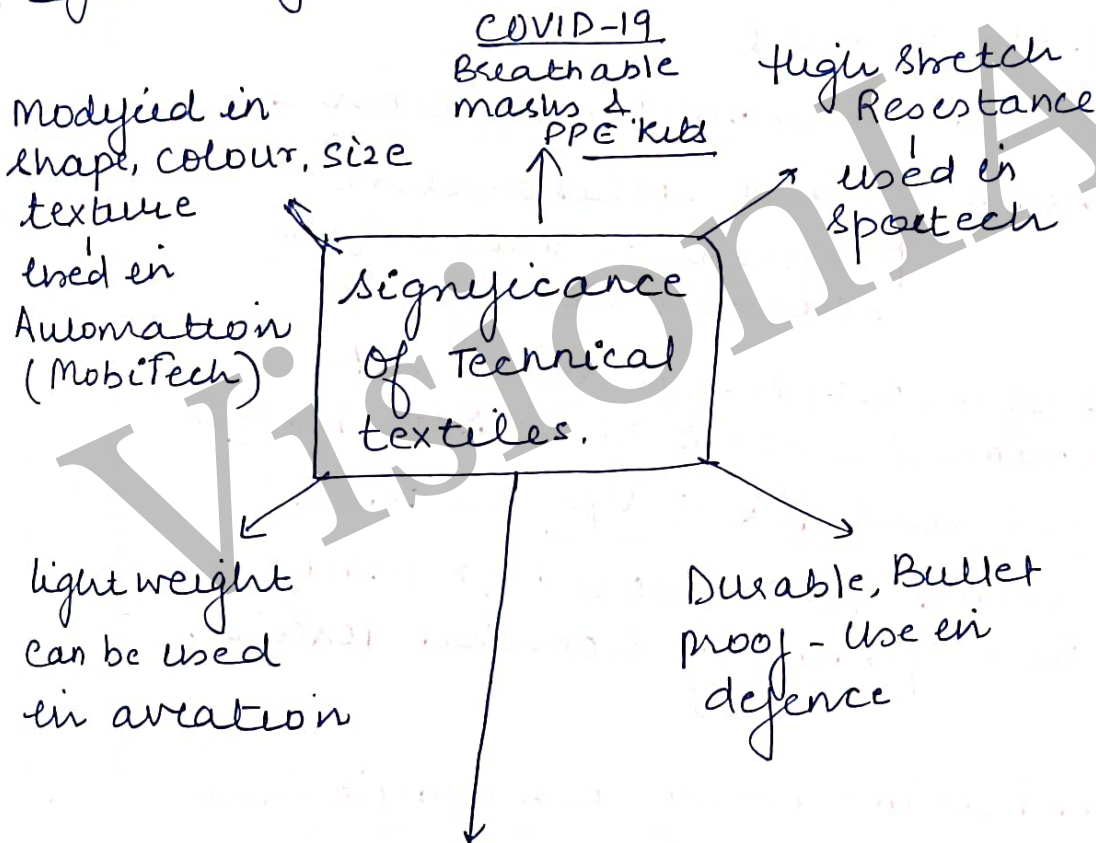 COVID-19
Breathable
masks &
PPE Kits
High Stretch
Resestance
used in
sportech
Modified in
shape, colour, size
texture
used in
Automation
(MobiTech)
significance
of Technical
textiles.
light weight
can be used
in aviation
Durable, Bullet
proof - Use in
defence
VisionIA